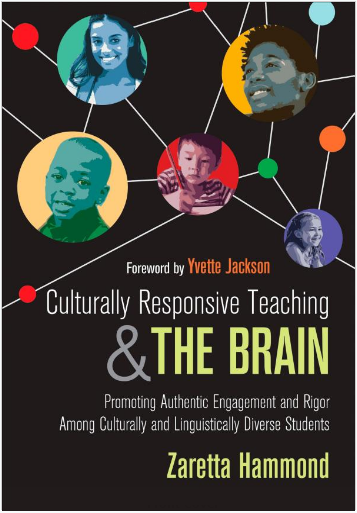 Foreword by Yvette Jackson
Culturally Responsive Teaching
& THE BRAIN
Promoting Authentic Engagement and Rigor
Among Culturally and Linguistically Diverse Students
Zaretta Hammond